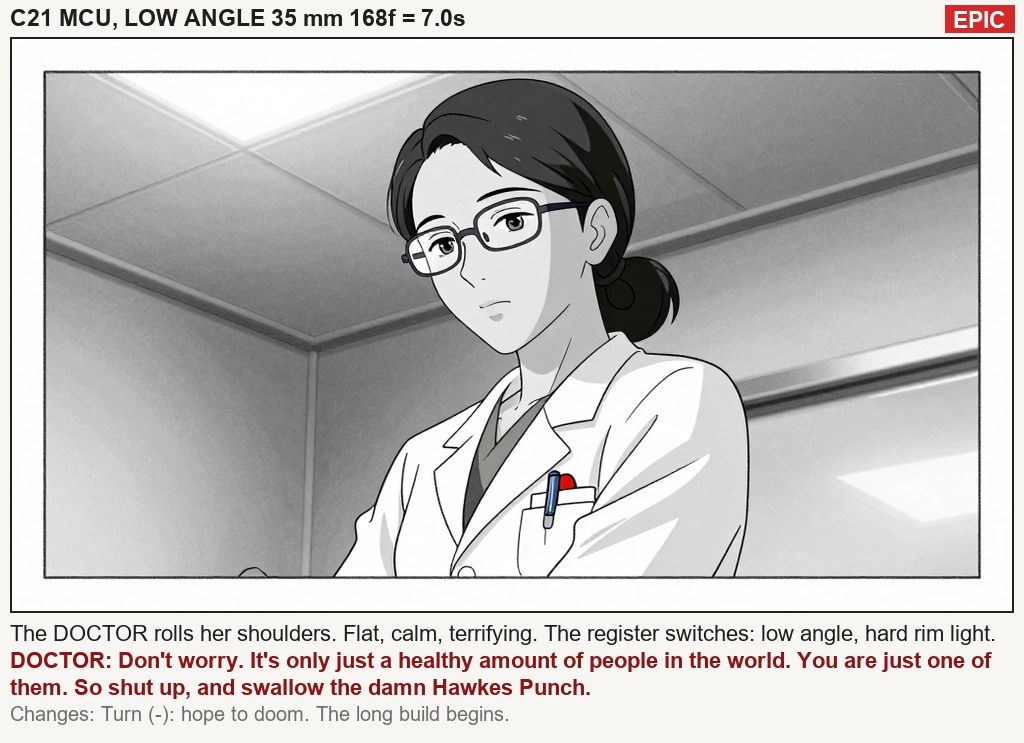 C21 MCU, LOW ANGLE 35 mm 168f = 7.0s
EPIC
The DOCTOR rolls her shoulders. Flat, calm, terrifying. The register switches: low angle, hard rim light.
DOCTOR: Don't worry. It's only just a healthy amount of people in the world. You are just one of
them. So shut up, and swallow the damn Hawkes Punch.
Changes: Turn (-): hope to doom. The long build begins.